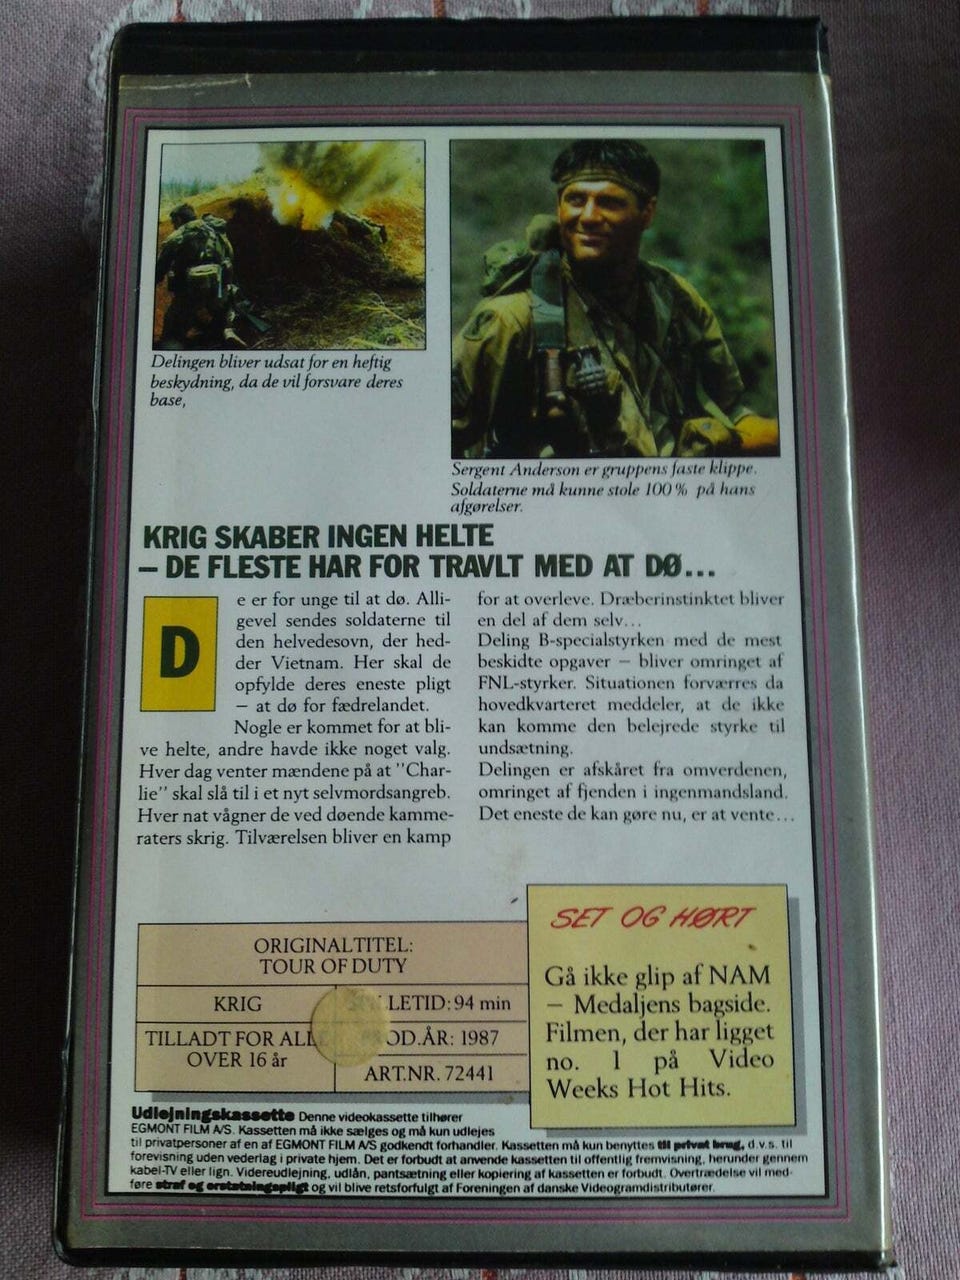 Delingen bliver udsat for en heftig
beskydning, da de vil forsvare deres
base,
Sergent Anderson er gruppens faste klippe.
Soldaterne må kunne stole 100% på hans
afgørelser.
KRIG SKABER INGEN HELTE
– DE FLESTE HAR FOR TRAVLT MED AT DØ...
De er for unge til at dø. Alli-
gevel sendes soldaterne til
den helvedesovn, der hed-
der Vietnam. Her skal de
opfylde deres eneste pligt
– at dø for fædrelandet.
Nogle er kommet for at bli-
ve helte, andre havde ikke noget valg.
Hver dag venter mændene på at "Char-
lie" skal slå til i et nyt selvmordsangreb.
Hver nat vågner de ved døende kamme-
raters skrig. Tilværelsen bliver en kamp
for at overleve. Dræberinstinktet bliver
en del af dem selv...
Deling B-specialstyrken med de mest
beskidte opgaver – bliver omringet af
FNL-styrker. Situationen forværres da
hovedkvarteret meddeler, at de ikke
kan komme den belejrede styrke til
undsætning.
Delingen er afskåret fra omverdenen,
omringet af fjenden i ingenmandsland.
Det eneste de kan gøre nu, er at vente...
ORIGINALTITEL:
TOUR OF DUTY
KRIG
LLETID: 94 min
TILLADT FOR ALLE
OVER 16 år
PROD.ÅR: 1987
ART.NR. 72441
SET OG HØRT
Gå ikke glip af NAM
– Medaljens bagside.
Filmen, der har ligget
no. 1 på Video
Weeks Hot Hits.
Udlejningskassette Denne videokassette tilhører
EGMONT FILM A/S. Kassetten må ikke sælges og må kun udlejes
til privatpersoner af en af EGMONT FILM A/S godkendt forhandler. Kassetten må kun benyttes til privat brug, d.v.s. til
forevisning uden vederlag i private hjem. Det er forbudt at anvende kassetten til offentlig fremvisning, herunder gennem
kabel-TV eller lign. Videreudlejning, udlån, pantsætning eller kopiering af kassetten er forbudt. Overtrædelse vil med-
føre straf og erstatningspligt og vil blive retsforfulgt af Foreningen af danske Videogramdistributører.